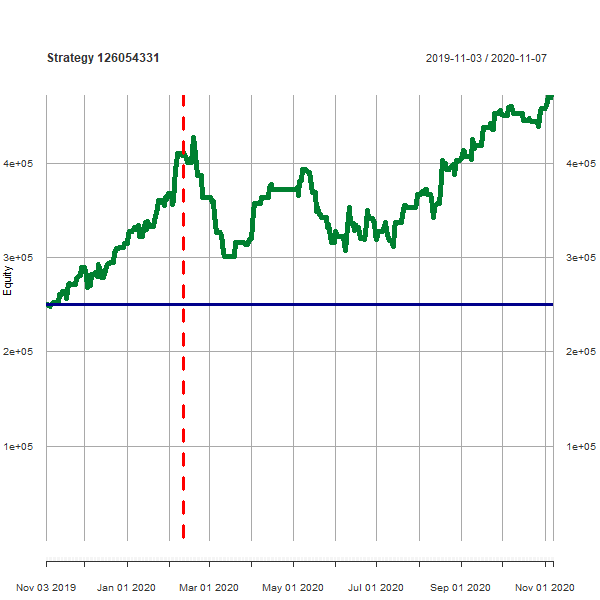 Strategy 126054331
2019-11-03 / 2020-11-07
4e+05
4e+05
3e+05
3e+05
Equity
2e+05
2e+05
1e+05
1e+05
Nov 03 2019
Jan 01 2020
Mar 01 2020
May 01 2020
Jul 01 2020
Sep 01 2020
Nov 01 2020